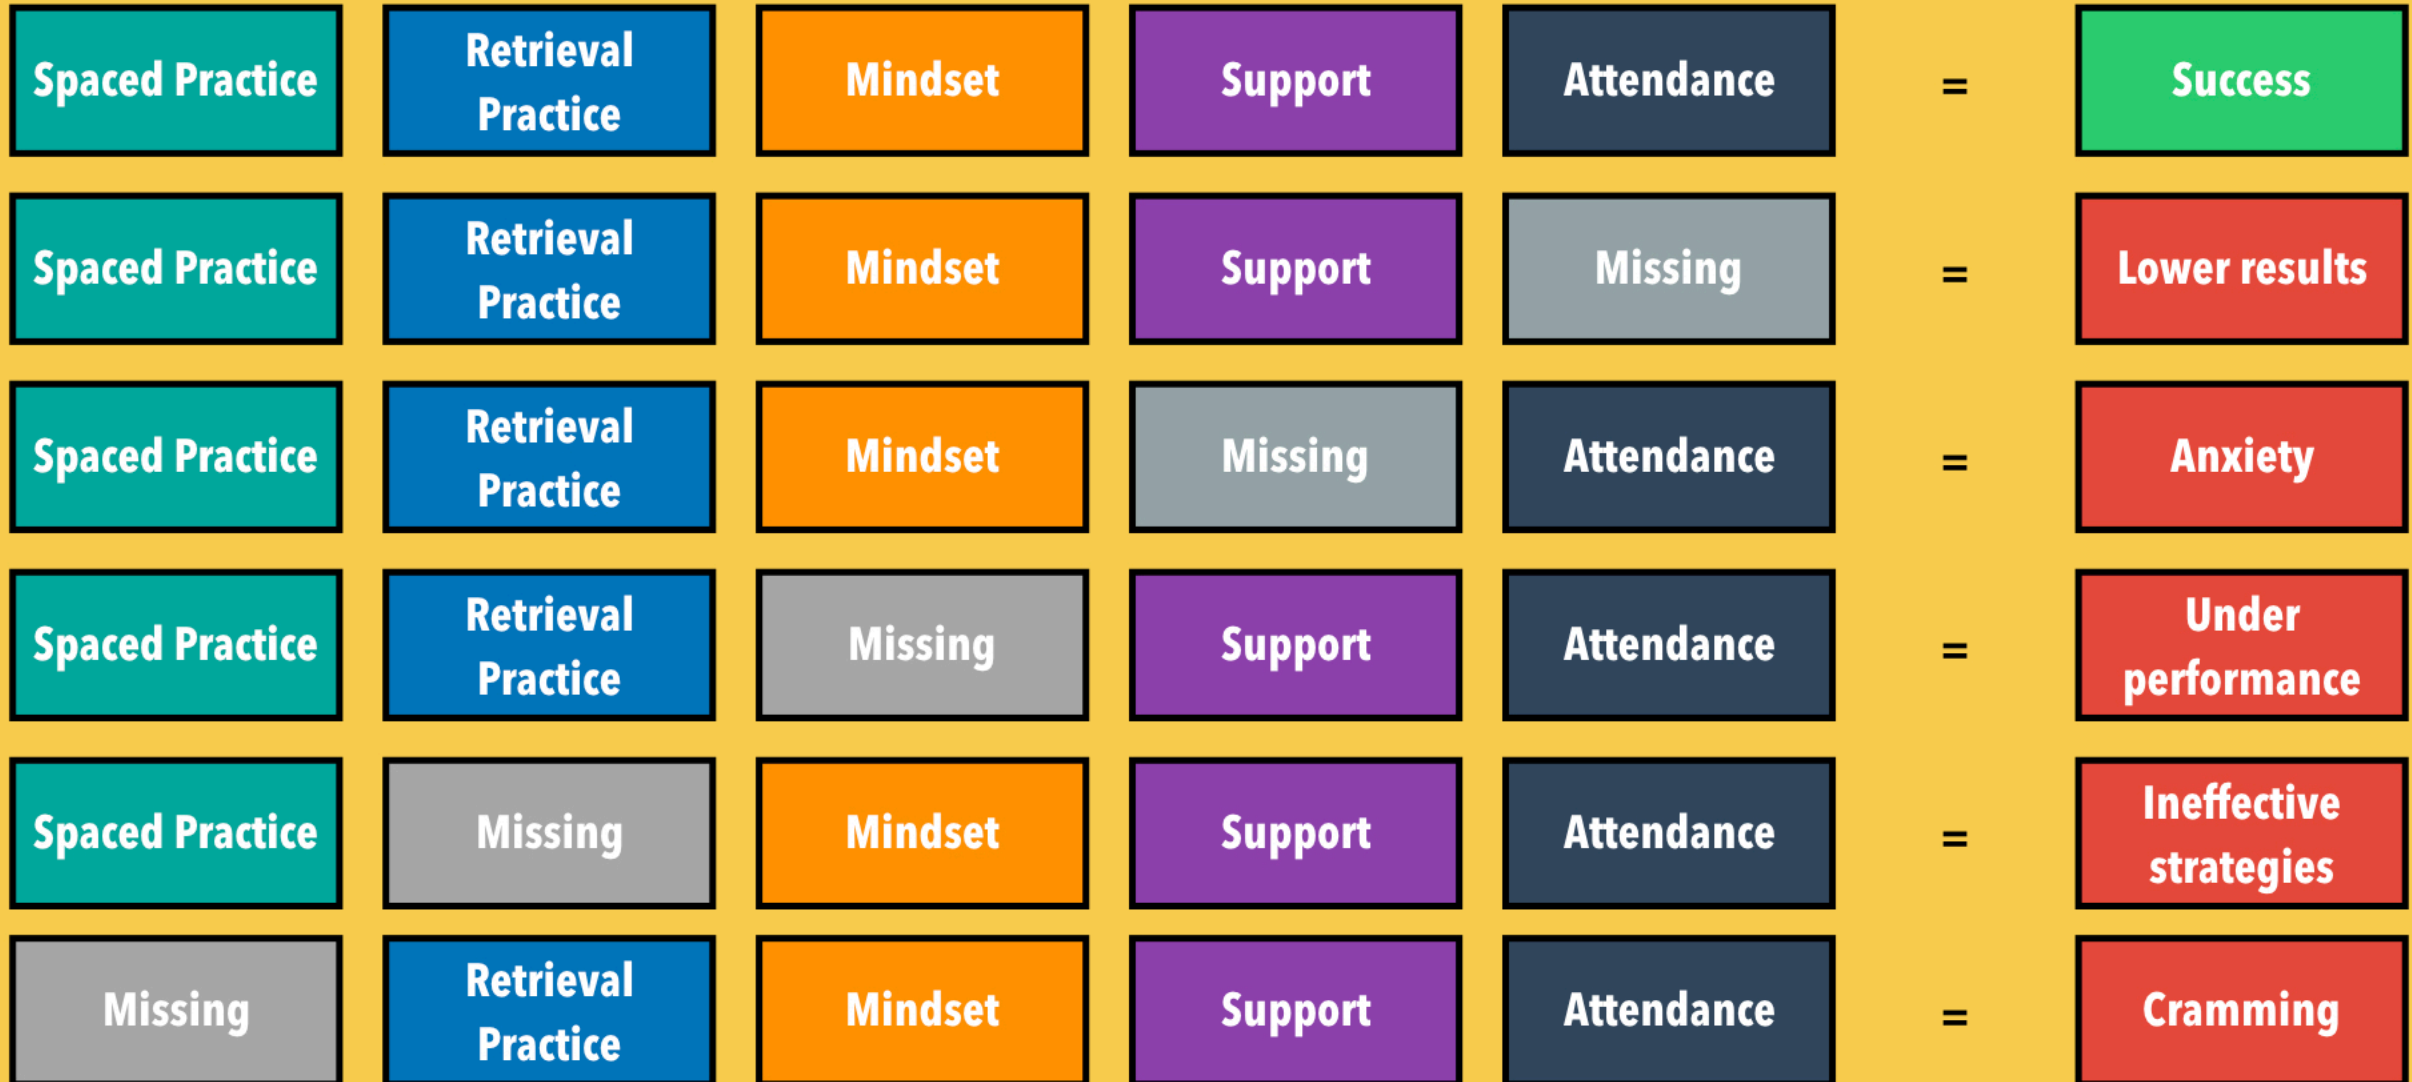 Spaced Practice Retrieval Practice Mindset Support Attendance = Success
Spaced Practice Retrieval Practice Mindset Support Missing = Lower results
Spaced Practice Retrieval Practice Mindset Missing Attendance = Anxiety
Spaced Practice Retrieval Practice Missing Support Attendance = Under performance
Spaced Practice Missing Mindset Support Attendance = Ineffective strategies
Missing Retrieval Practice Mindset Support Attendance = Cramming